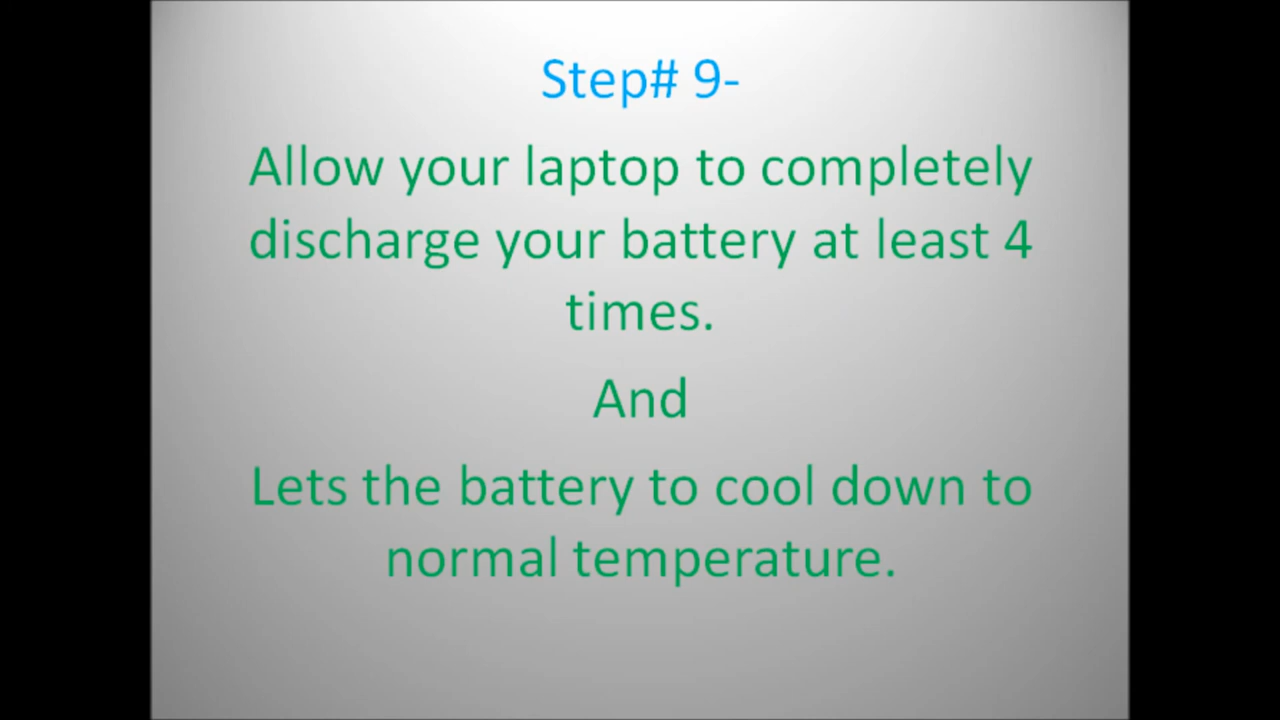 Step# 9-
Allow your laptop to completely
discharge your battery at least 4
times.
And
Lets the battery to cool down to
normal temperature.